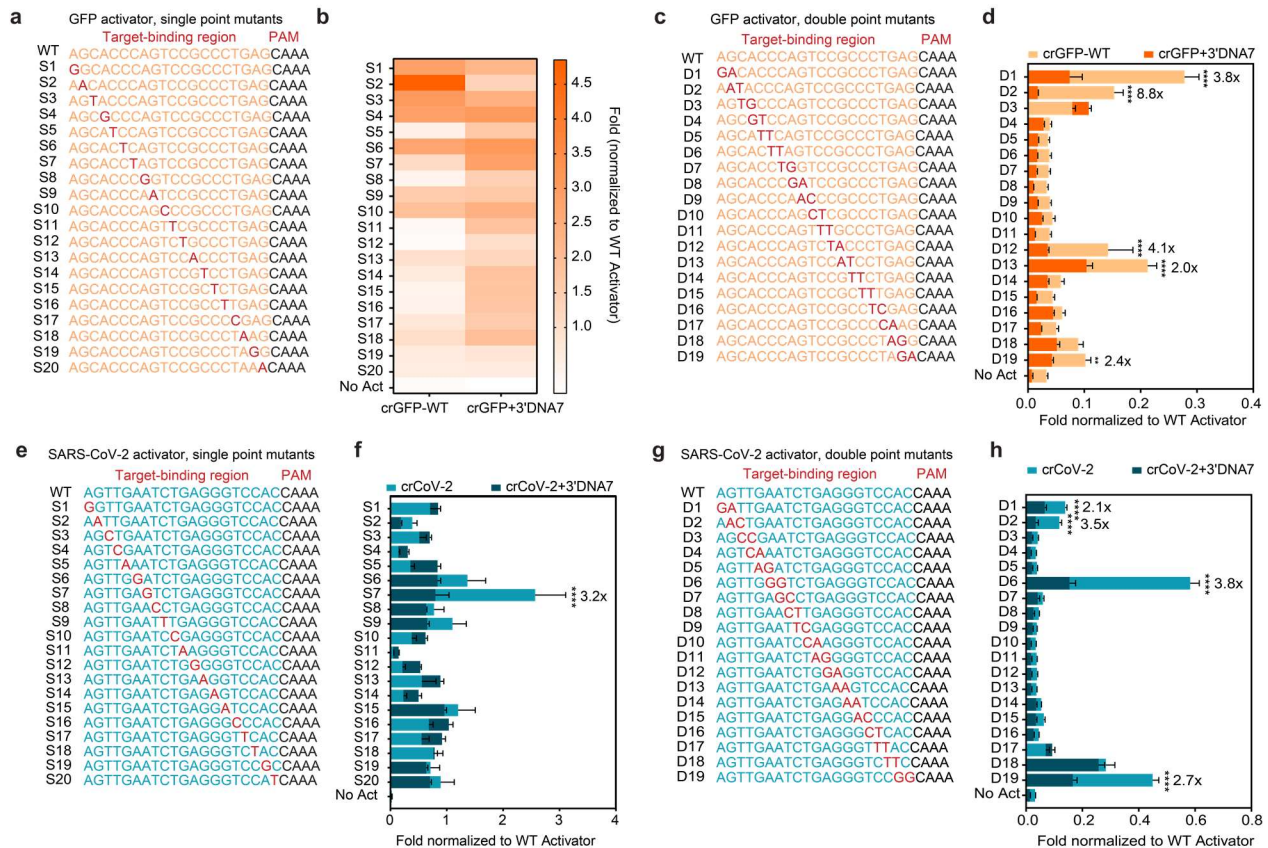 a
GFP activator, single point mutants
Target-binding region PAM
WT AGCACCCAGTCCGCCCTGAGCAAA
S1 GGCACCCAGTCCGCCCTGAGCAAA
S2 AACACCCAGTCCGCCCTGAGCAAA
S3 AGTACCCAGTCCGCCCTGAGCAAA
S4 AGCGCCCAGTCCGCCCTGAGCAAA
S5 AGCATCCAGTCCGCCCTGAGCAAA
S6 AGCACTCAGTCCGCCCTGAGCAAA
S7 AGCACCTAGTCCGCCCTGAGCAAA
S8 AGCACCCGGTCCGCCCTGAGCAAA
S9 AGCACCCAATCCGCCCTGAGCAAA
S10 AGCACCCAGCCCGCCCTGAGCAAA
S11 AGCACCCAGTTCGCCCTGAGCAAA
S12 AGCACCCAGTCTGCCCTGAGCAAA
S13 AGCACCCAGTCCACCCTGAGCAAA
S14 AGCACCCAGTCCGTCCTGAGCAAA
S15 AGCACCCAGTCCGCTCTGAGCAAA
S16 AGCACCCAGTCCGCCTTGAGCAAA
S17 AGCACCCAGTCCGCCCCGAGCAAA
S18 AGCACCCAGTCCGCCCTAAGCAAA
S19 AGCACCCAGTCCGCCCTAGGCAAA
S20 AGCACCCAGTCCGCCCTAAACAAA
b
S1
S2
S3
S4
S5
S6
S7
S8
S9
S10
S11
S12
S13
S14
S15
S16
S17
S18
S19
S20
No Act
crGFP-WT crGFP+3'DNA7
4.5
4.0
3.5
3.0
2.5
2.0
1.5
1.0
Fold (normalized to WT Activator)
c
GFP activator, double point mutants
Target-binding region PAM
WT AGCACCCAGTCCGCCCTGAGCAAA
D1 GACACCCAGTCCGCCCTGAGCAAA
D2 AATACCCAGTCCGCCCTGAGCAAA
D3 AGTGCCCAGTCCGCCCTGAGCAAA
D4 AGCGTCCAGTCCGCCCTGAGCAAA
D5 AGCATTCAGTCCGCCCTGAGCAAA
D6 AGCACTTAGTCCGCCCTGAGCAAA
D7 AGCACCTGGTCCGCCCTGAGCAAA
D8 AGCACCCGATCCGCCCTGAGCAAA
D9 AGCACCCAACCCGCCCTGAGCAAA
D10 AGCACCCAGCTCGCCCTGAGCAAA
D11 AGCACCCAGTTTGCCCTGAGCAAA
D12 AGCACCCAGTCTACCCTGAGCAAA
D13 AGCACCCAGTCCATCCTGAGCAAA
D14 AGCACCCAGTCCGTTCTGAGCAAA
D15 AGCACCCAGTCCGCTTTGAGCAAA
D16 AGCACCCAGTCCGCCTCGAGCAAA
D17 AGCACCCAGTCCGCCCCAAGCAAA
D18 AGCACCCAGTCCGCCCTAGGCAAA
D19 AGCACCCAGTCCGCCCTAGACAAA
d
crGFP-WT crGFP+3'DNA7
D1 **** 3.8x
D2 **** 8.8x
D3
D4
D5
D6
D7
D8
D9
D10
D11
D12 **** 4.1x
D13 **** 2.0x
D14
D15
D16
D17
D18
D19 ** 2.4x
No Act
0.0 0.1 0.2 0.3 0.4
Fold normalized to WT Activator
e
SARS-CoV-2 activator, single point mutants
Target-binding region PAM
WT AGTTGAATCTGAGGGTCCACCAAA
S1 GGTTGAATCTGAGGGTCCACCAAA
S2 AATTGAATCTGAGGGTCCACCAAA
S3 AGCTGAATCTGAGGGTCCACCAAA
S4 AGTCGAATCTGAGGGTCCACCAAA
S5 AGTTAAATCTGAGGGTCCACCAAA
S6 AGTTGGATCTGAGGGTCCACCAAA
S7 AGTTGAGTCTGAGGGTCCACCAAA
S8 AGTTGAACCTGAGGGTCCACCAAA
S9 AGTTGAATTTGAGGGTCCACCAAA
S10 AGTTGAATCCGAGGGTCCACCAAA
S11 AGTTGAATCTAAGGGTCCACCAAA
S12 AGTTGAATCTGGGGGTCCACCAAA
S13 AGTTGAATCTGAAGGTCCACCAAA
S14 AGTTGAATCTGAGAGTCCACCAAA
S15 AGTTGAATCTGAGGATCCACCAAA
S16 AGTTGAATCTGAGGGCCCACCAAA
S17 AGTTGAATCTGAGGGTTCACCAAA
S18 AGTTGAATCTGAGGGTCTACCAAA
S19 AGTTGAATCTGAGGGTCCGCCAAA
S20 AGTTGAATCTGAGGGTCCATCAAA
f
crCoV-2 crCoV-2+3'DNA7
S1
S2
S3
S4
S5
S6
S7 **** 3.2x
S8
S9
S10
S11
S12
S13
S14
S15
S16
S17
S18
S19
S20
No Act
0 1 2 3 4
Fold normalized to WT Activator
g
SARS-CoV-2 activator, double point mutants
Target-binding region PAM
WT AGTTGAATCTGAGGGTCCACCAAA
D1 GATTGAATCTGAGGGTCCACCAAA
D2 AACTGAATCTGAGGGTCCACCAAA
D3 AGCCGAATCTGAGGGTCCACCAAA
D4 AGTCAAATCTGAGGGTCCACCAAA
D5 AGTTAGATCTGAGGGTCCACCAAA
D6 AGTTGGGTCTGAGGGTCCACCAAA
D7 AGTTGAGCCTGAGGGTCCACCAAA
D8 AGTTGAACTTGAGGGTCCACCAAA
D9 AGTTGAATTCGAGGGTCCACCAAA
D10 AGTTGAATCCAAGGGTCCACCAAA
D11 AGTTGAATCTAGGGGTCCACCAAA
D12 AGTTGAATCTGGAGGTCCACCAAA
D13 AGTTGAATCTGAAAGTCCACCAAA
D14 AGTTGAATCTGAGAATCCACCAAA
D15 AGTTGAATCTGAGGACCCACCAAA
D16 AGTTGAATCTGAGGGCTCACCAAA
D17 AGTTGAATCTGAGGGTTTACCAAA
D18 AGTTGAATCTGAGGGTCTTCCAAA
D19 AGTTGAATCTGAGGGTCCGGCAAA
h
crCoV-2 crCoV-2+3'DNA7
D1 **** 2.1x
D2 **** 3.5x
D3
D4
D5
D6 **** 3.8x
D7
D8
D9
D10
D11
D12
D13
D14
D15
D16
D17
D18
D19 **** 2.7x
No Act
0.0 0.2 0.4 0.6 0.8
Fold normalized to WT Activator